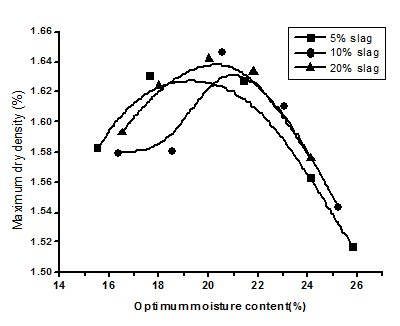 1.66
1.64
1.62
1.60
1.58
1.56
1.54
1.52
1.50
Maximum dry density (%)
5% slag
10% slag
20% slag
14 16 18 20 22 24 26
Optimum moisture content(%)